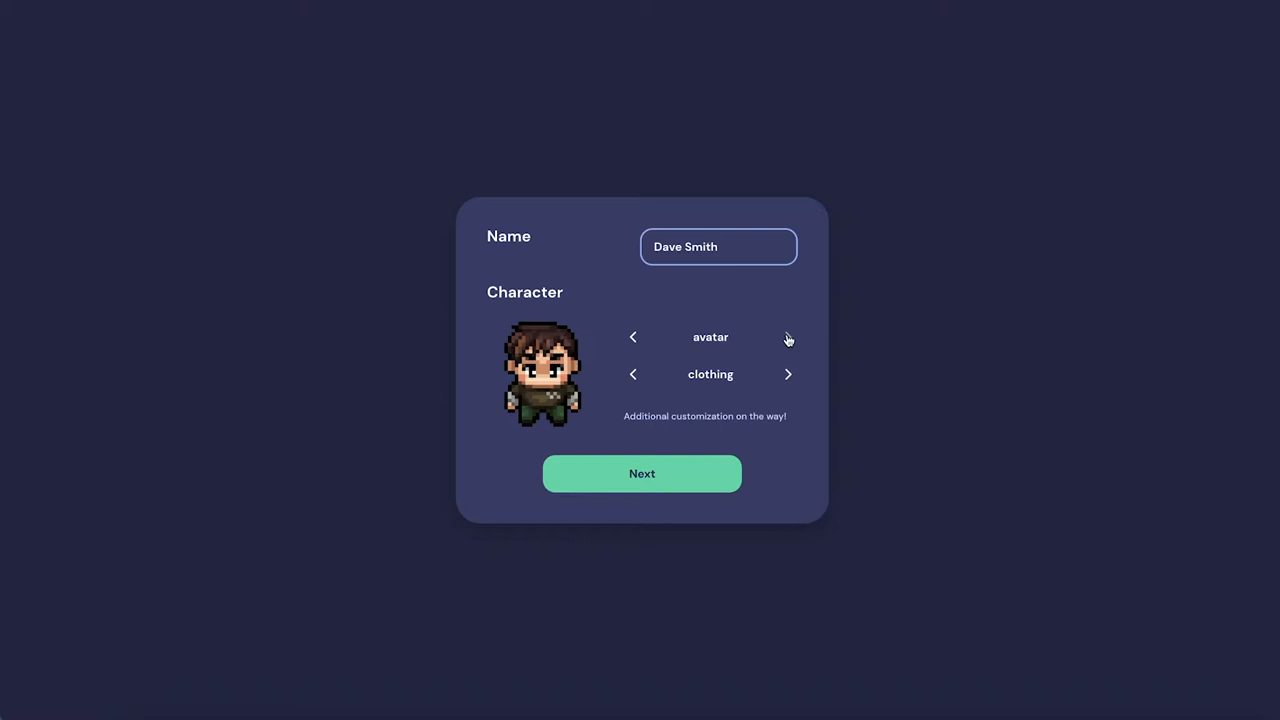 Name
Dave Smith
Character
avatar
clothing
Additional customization on the way!
Next